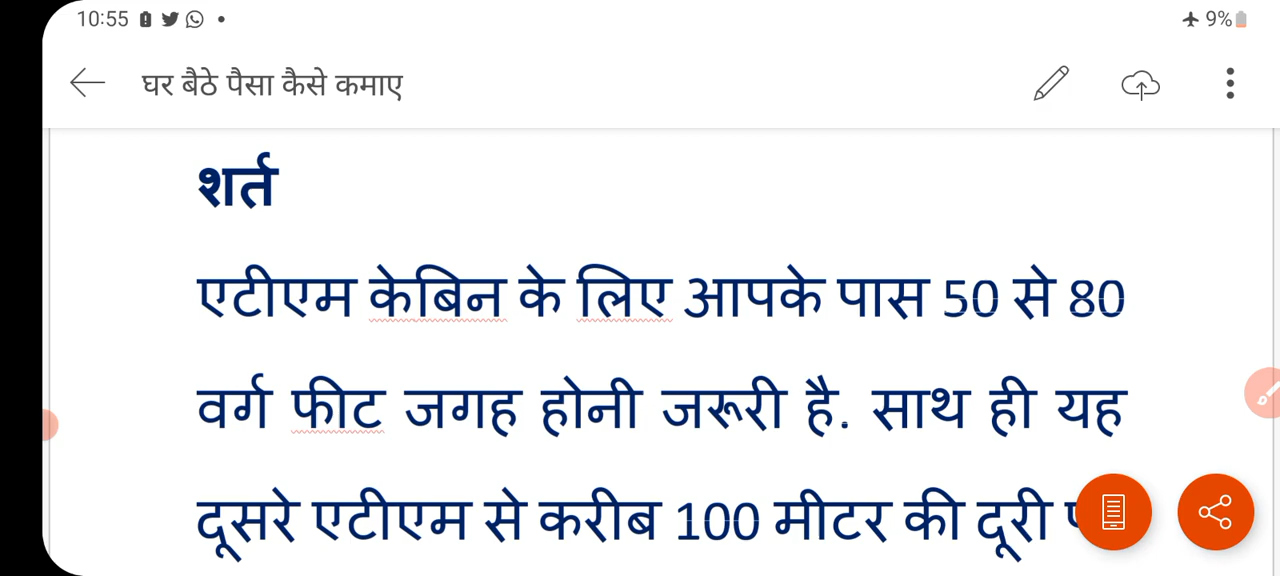 10:55
9%
घर बैठे पैसा कैसे कमाए
शर्त
एटीएम केबिन के लिए आपके पास 50 से 80
वर्ग फीट जगह होनी जरूरी है. साथ ही यह
दूसरे एटीएम से करीब 100 मीटर की दूरी